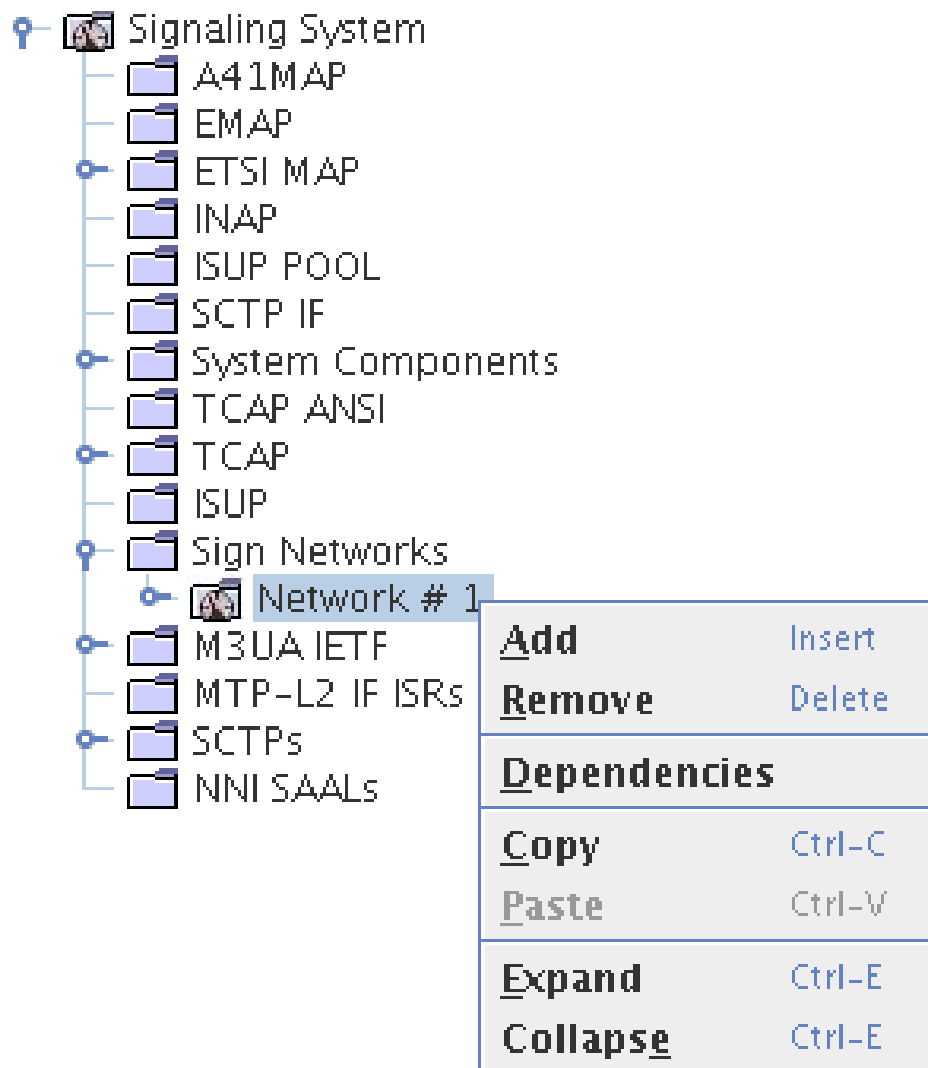 Signaling System
A41MAP
EMAP
ETSI MAP
INAP
ISUP POOL
SCTP IF
System Components
TCAP ANSI
TCAP
ISUP
Sign Networks
Network # 1
M3UA IETF
MTP-L2 IF ISRs
SCTPs
NNI SAALs
Add Insert
Remove Delete
Dependencies
Copy Ctrl-C
Paste Ctrl-V
Expand Ctrl-E
Collapse Ctrl-E